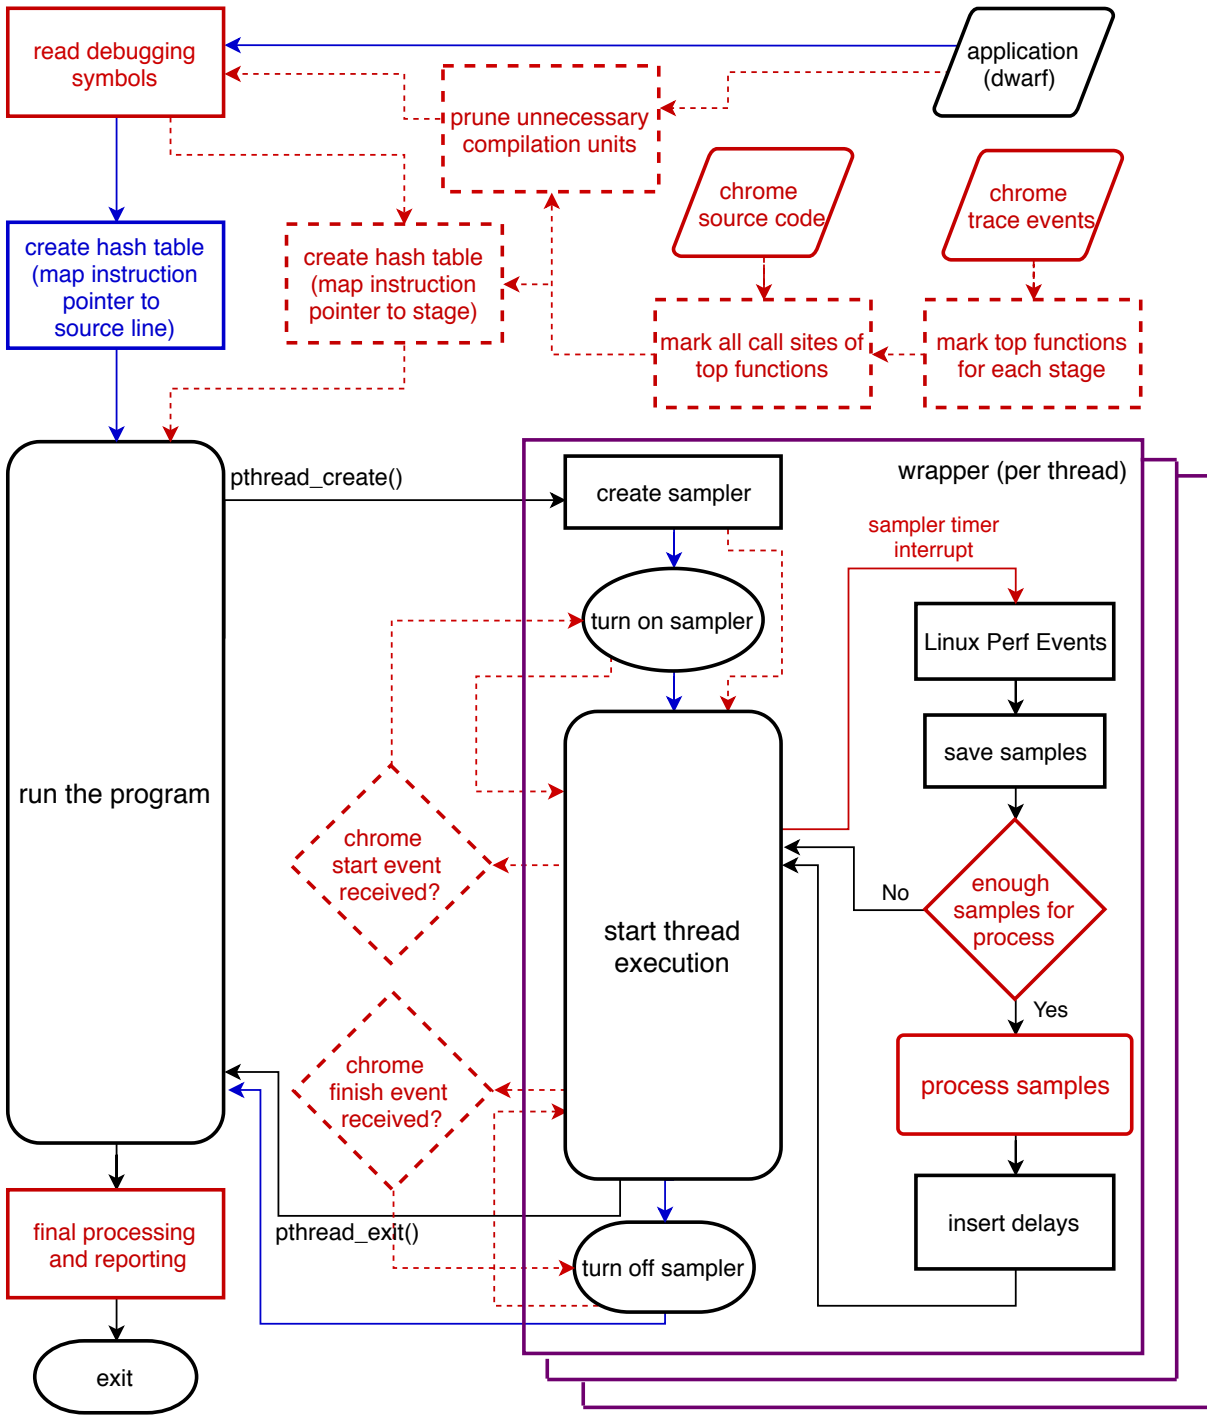 read debugging
symbols
application
(dwarf)
prune unnecessary
compilation units
chrome
source code
chrome
trace events
create hash table
(map instruction
pointer to
source line)
create hash table
(map instruction
pointer to stage)
mark all call sites of
top functions
mark top functions
for each stage
pthread_create()
wrapper (per thread)
create sampler
sampler timer
interrupt
turn on sampler
Linux Perf Events
save samples
run the program
chrome
start event
received?
No
enough
samples for
process
start thread
execution
Yes
chrome
finish event
received?
process samples
pthread_exit()
insert delays
final processing
and reporting
turn off sampler
exit